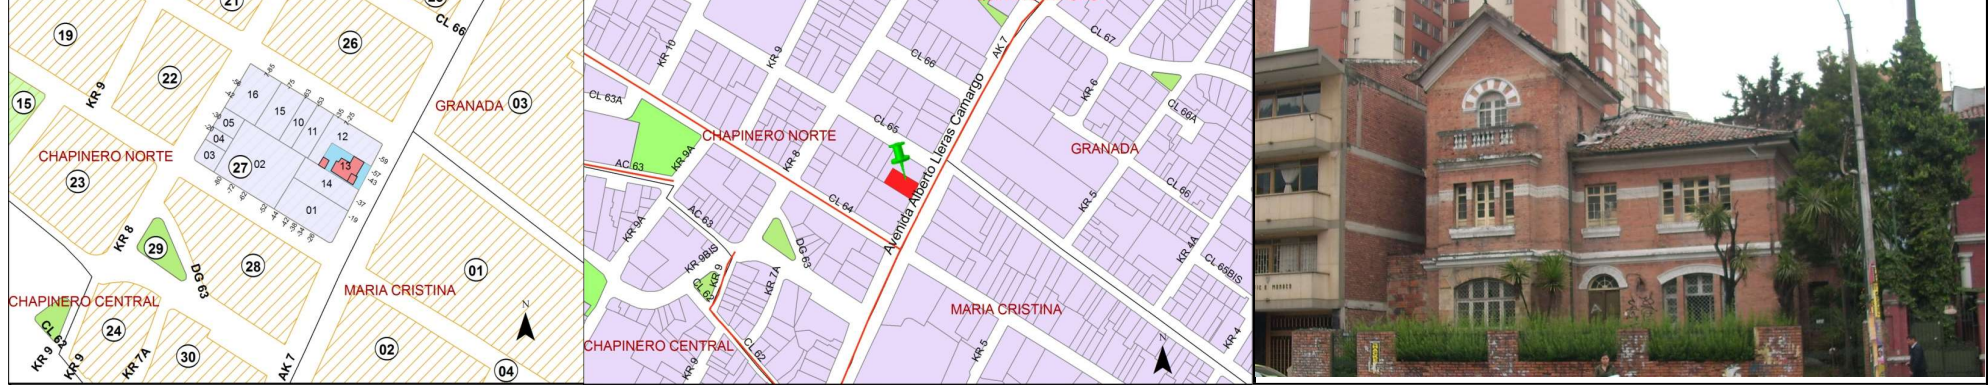 21
CL 66
19
26
22
KR 9
GRANADA
03
15
16
15
10
11
12
05
04
03
02
27
13
14
01
CHAPINERO NORTE
23
KR 8
29
28
DG 63
01
MARIA CRISTINA
CHAPINERO CENTRAL
CL 62
24
30
KR 9
KR 9
KR 7A
AK 7
02
04
N
KR 10
KR 9
CL 66
AK 7
CL 67
KR 6
CL 66A
CL 63A
CHAPINERO NORTE
CL 65
Avenida Alberto Lleras Camargo
GRANADA
AC 63
KR 9A
KR 8
CL 64
KR 5
CL 66
KR 9A
AC 63
KR 9BIS
KR 9
CL 62
DG 63
KR 7A
KR 4A
CL 65BIS
MARIA CRISTINA
CHAPINERO CENTRAL
CL 62
KR 9
KR 5
KR 4
N